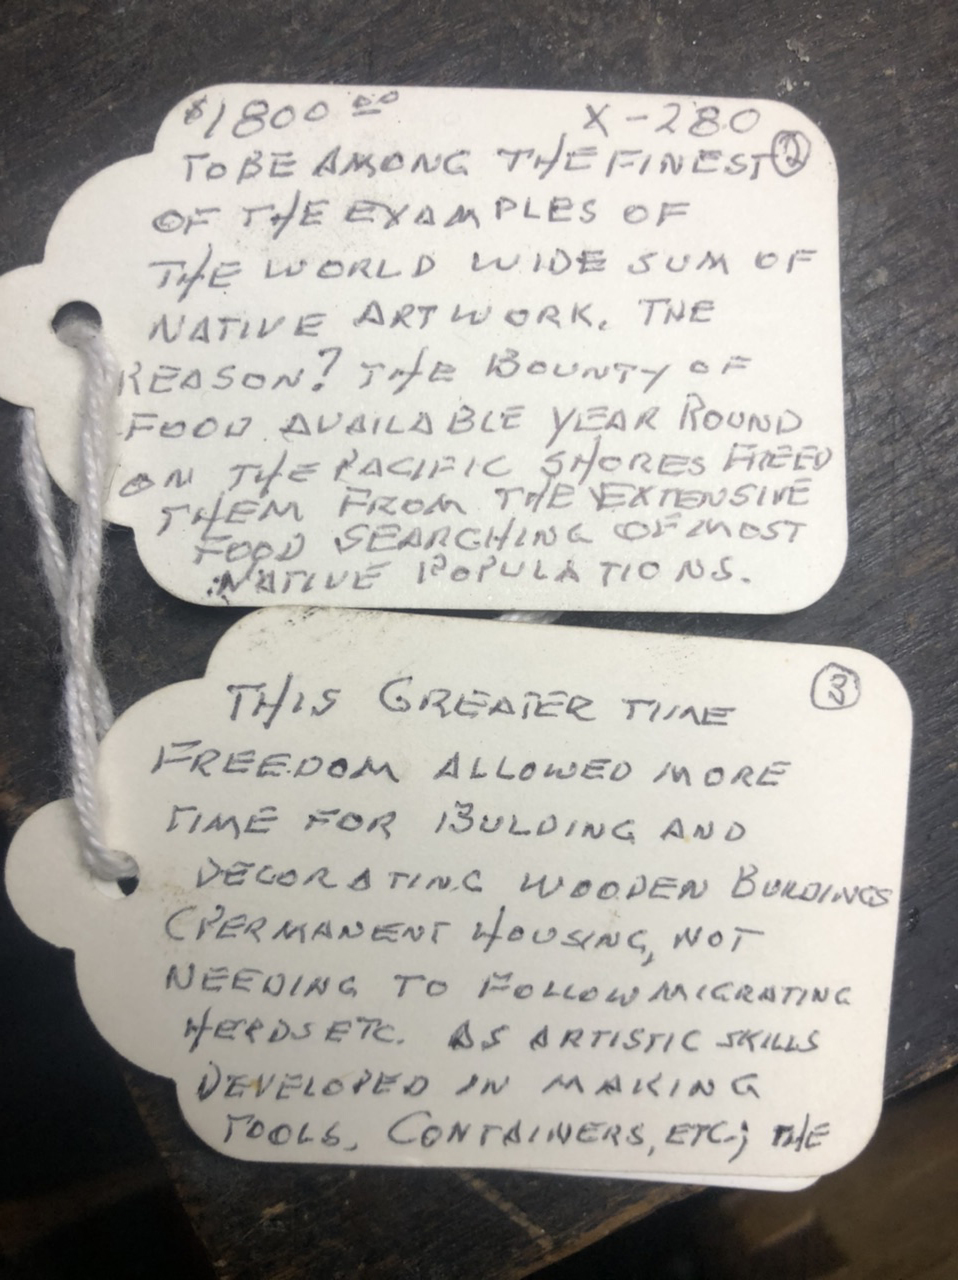 $1800 00 X-280
TO BE AMONG THE FINEST ②
OF THE EXAMPLES OF
THE WORLD WIDE SUM OF
NATIVE ARTWORK. THE
REASON? THE BOUNTY OF
FOOD AVAILABLE YEAR ROUND
ON THE PACIFIC SHORES FREED
THEM FROM THE EXTENSIVE
FOOD SEARCHING OF MOST
NATIVE POPULATIONS.
③
THIS GREATER TIME
FREEDOM ALLOWED MORE
TIME FOR BULDING AND
DECORATING WOODEN BUILDINGS
(PERMANENT HOUSING, NOT
NEEDING TO FOLLOW MIGRATING
HERDS ETC. AS ARTISTIC SKILLS
DEVELOPED IN MAKING
TOOLS, CONTAINERS, ETC.; THE